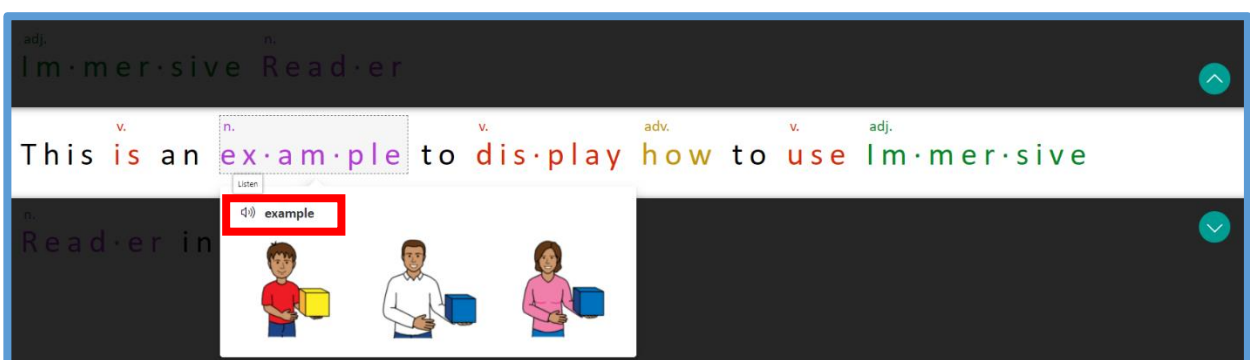 adj. n.
Im·mer·sive Read·er
v. n. v. adv. v. adj.
This is an ex·am·ple to dis·play how to use Im·mer·sive
Listen
example
n.
Read·er in